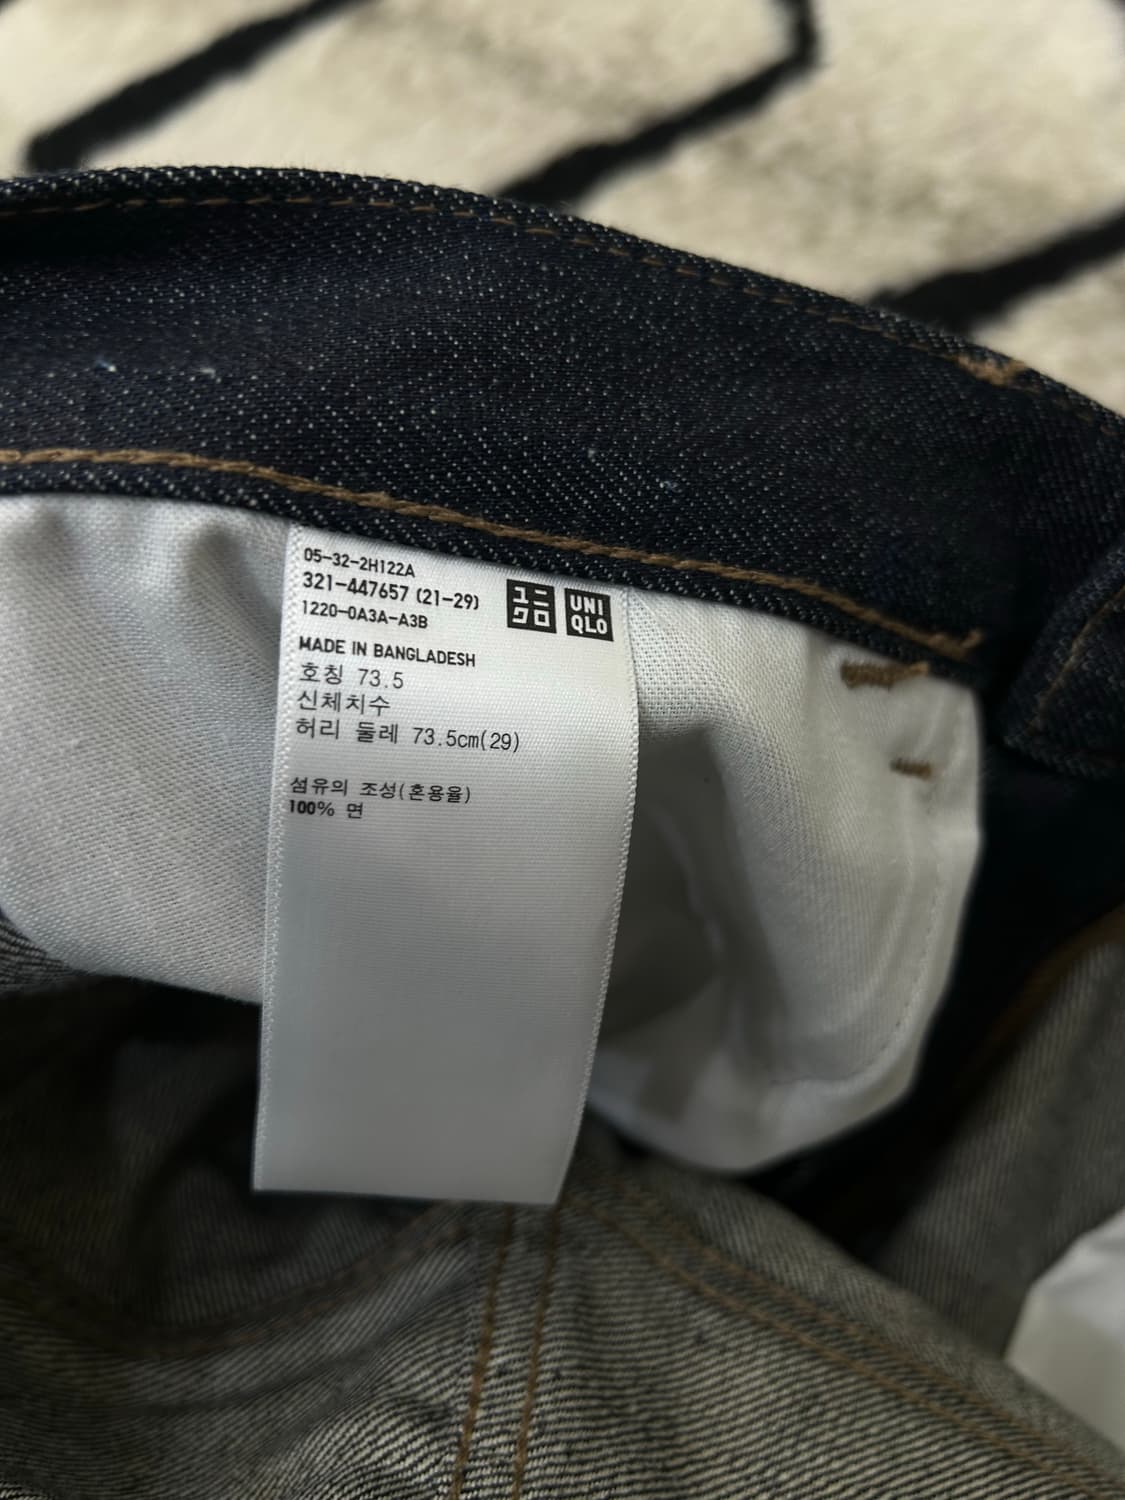 05-32-2H122A
321-447657 (21-29)
1220-0A3A-A3B
ユニ
クロ
UNI
QLO
MADE IN BANGLADESH
호칭 73.5
신체치수
허리 둘레 73.5cm(29)
섬유의 조성(혼용율)
100% 면